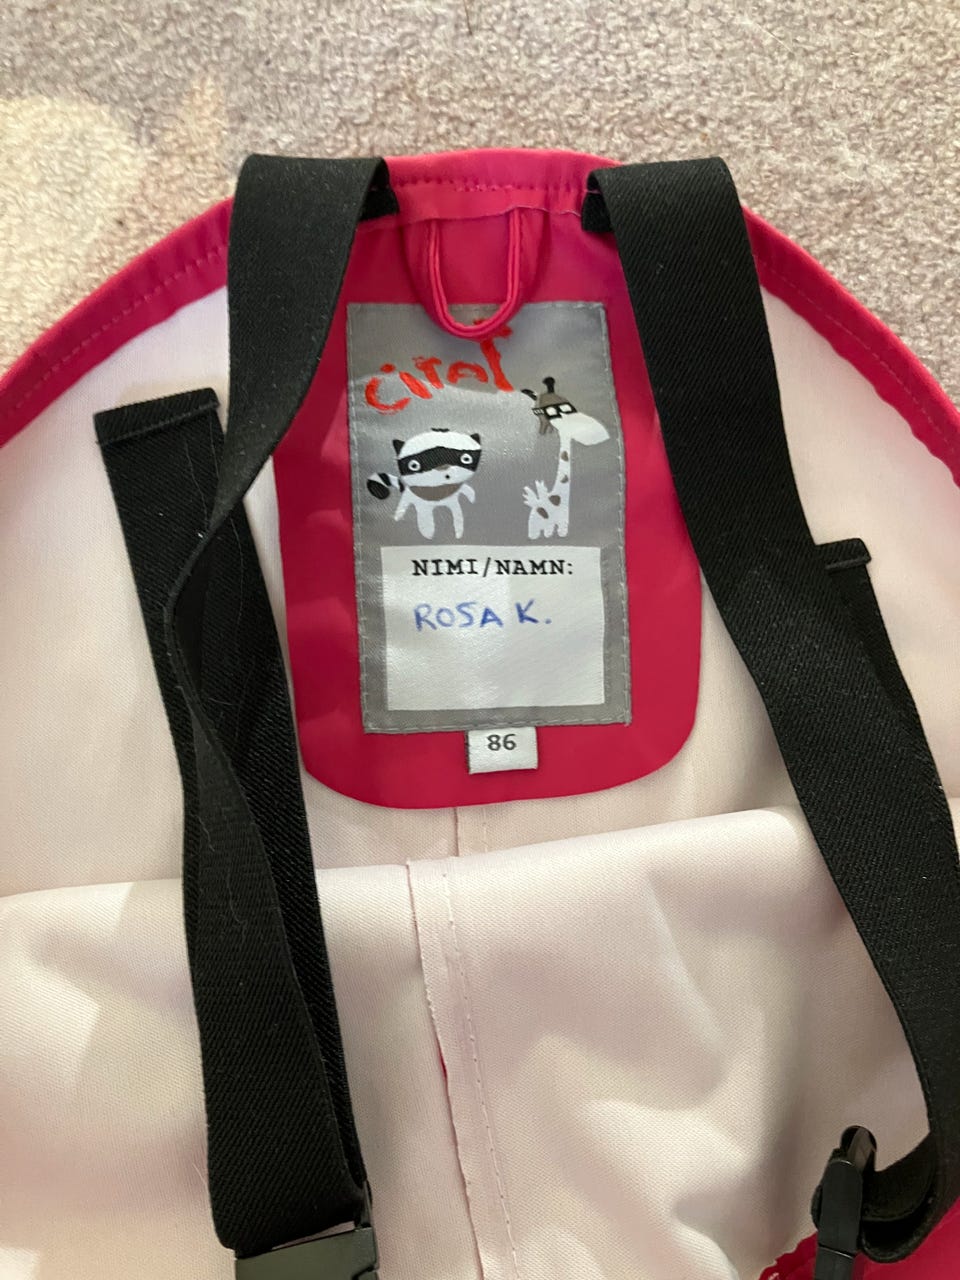 Ciraf
NIMI/NAMN:
ROSA K.
86